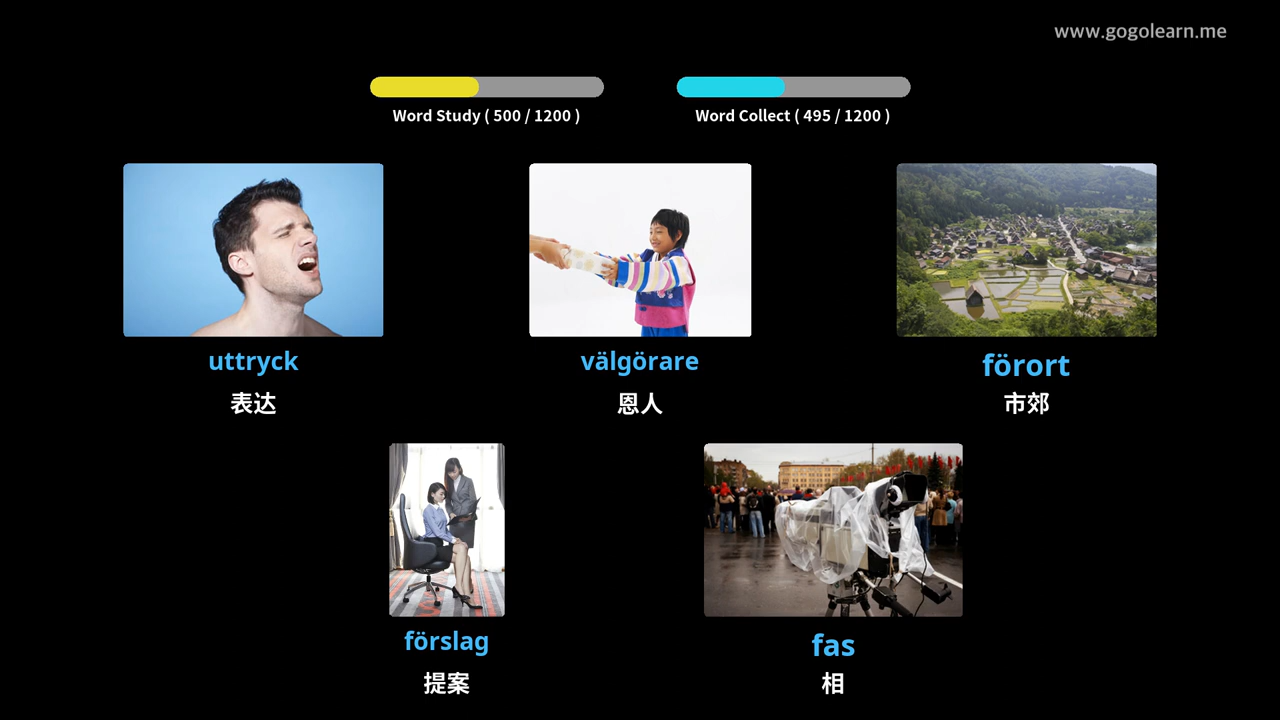 www.gogolearn.me
Word Study ( 500 / 1200 )
Word Collect ( 495 / 1200 )
uttryck
välgörare
förort
表达
恩人
市郊
förslag
fas
提案
相